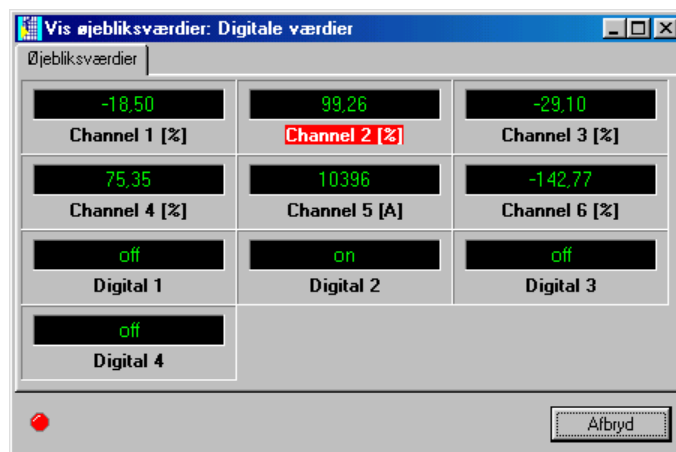 Vis øjebliksværdier: Digitale værdier
Øjebliksværdier
-18,50 99,26 -29,10
Channel 1 [%] Channel 2 [%] Channel 3 [%]
75,35 10396 -142,77
Channel 4 [%] Channel 5 [A] Channel 6 [%]
off on off
Digital 1 Digital 2 Digital 3
off
Digital 4
Afbryd